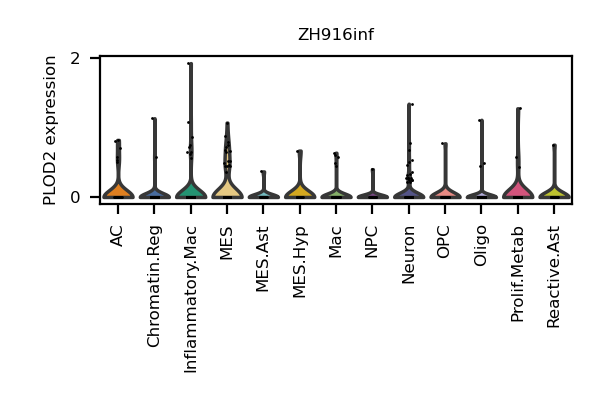 ZH916inf
PLOD2 expression
2
0
AC
Chromatin.Reg
Inflammatory.Mac
MES
MES.Ast
MES.Hyp
Mac
NPC
Neuron
OPC
Oligo
Prolif.Metab
Reactive.Ast